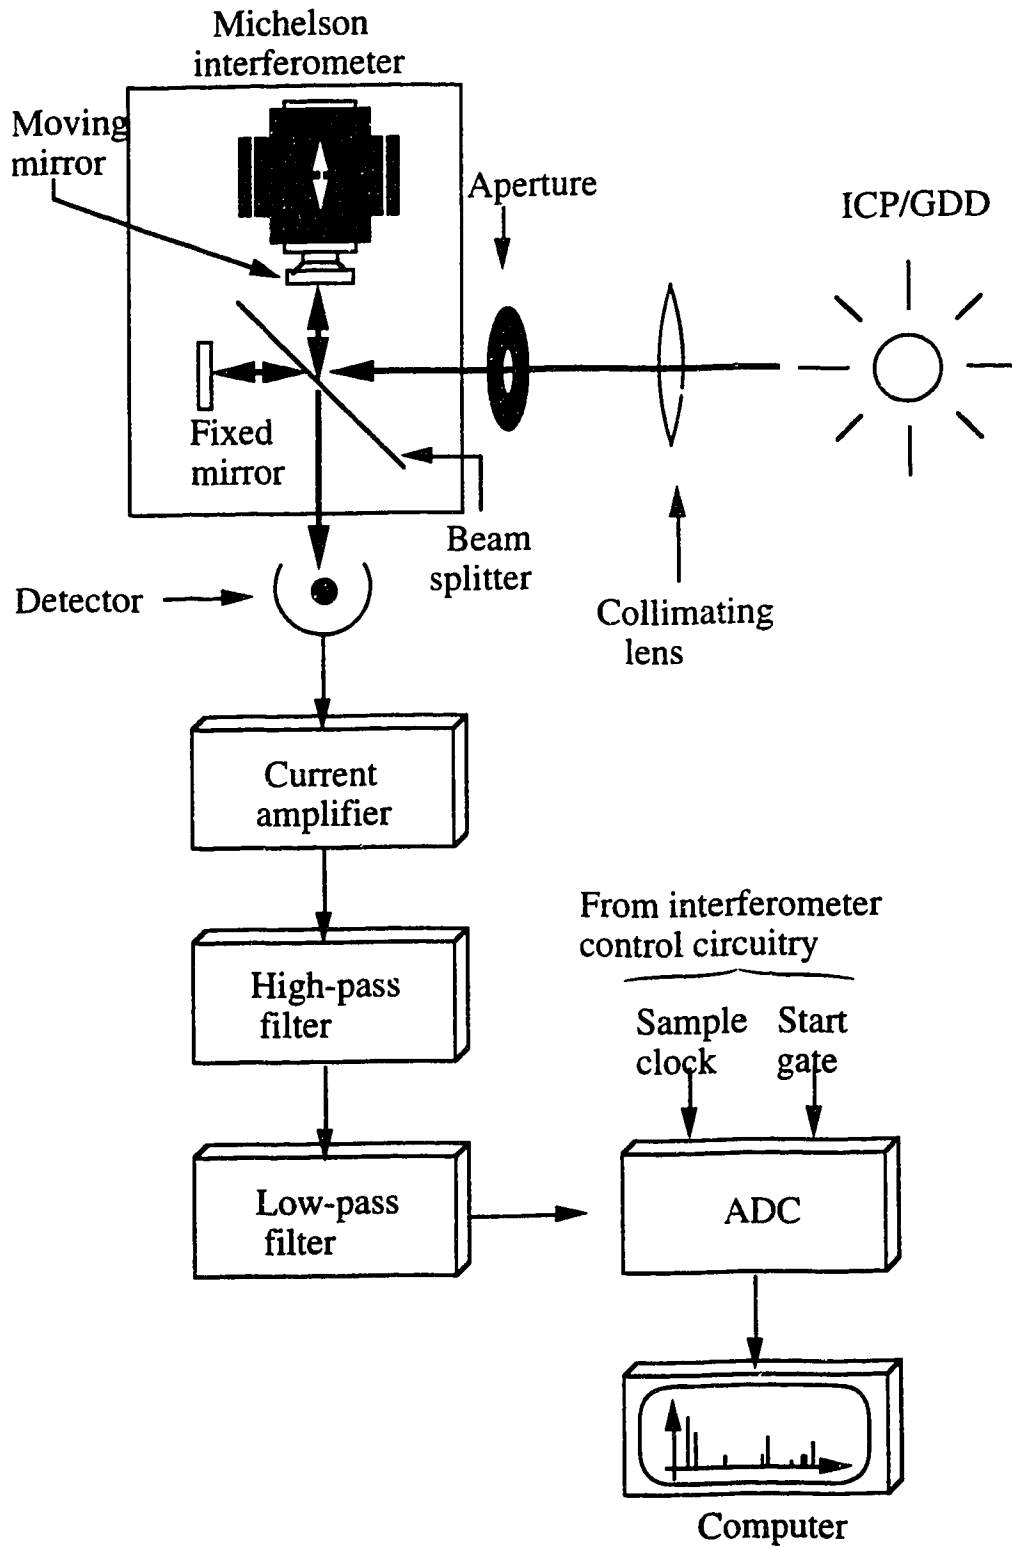 Michelson
interferometer
Moving
mirror
Aperture
ICP/GDD
Fixed
mirror
Beam
splitter
Detector
Collimating
lens
Current
amplifier
From interferometer
control circuitry
High-pass
filter
Sample
clock
Start
gate
Low-pass
filter
ADC
Computer